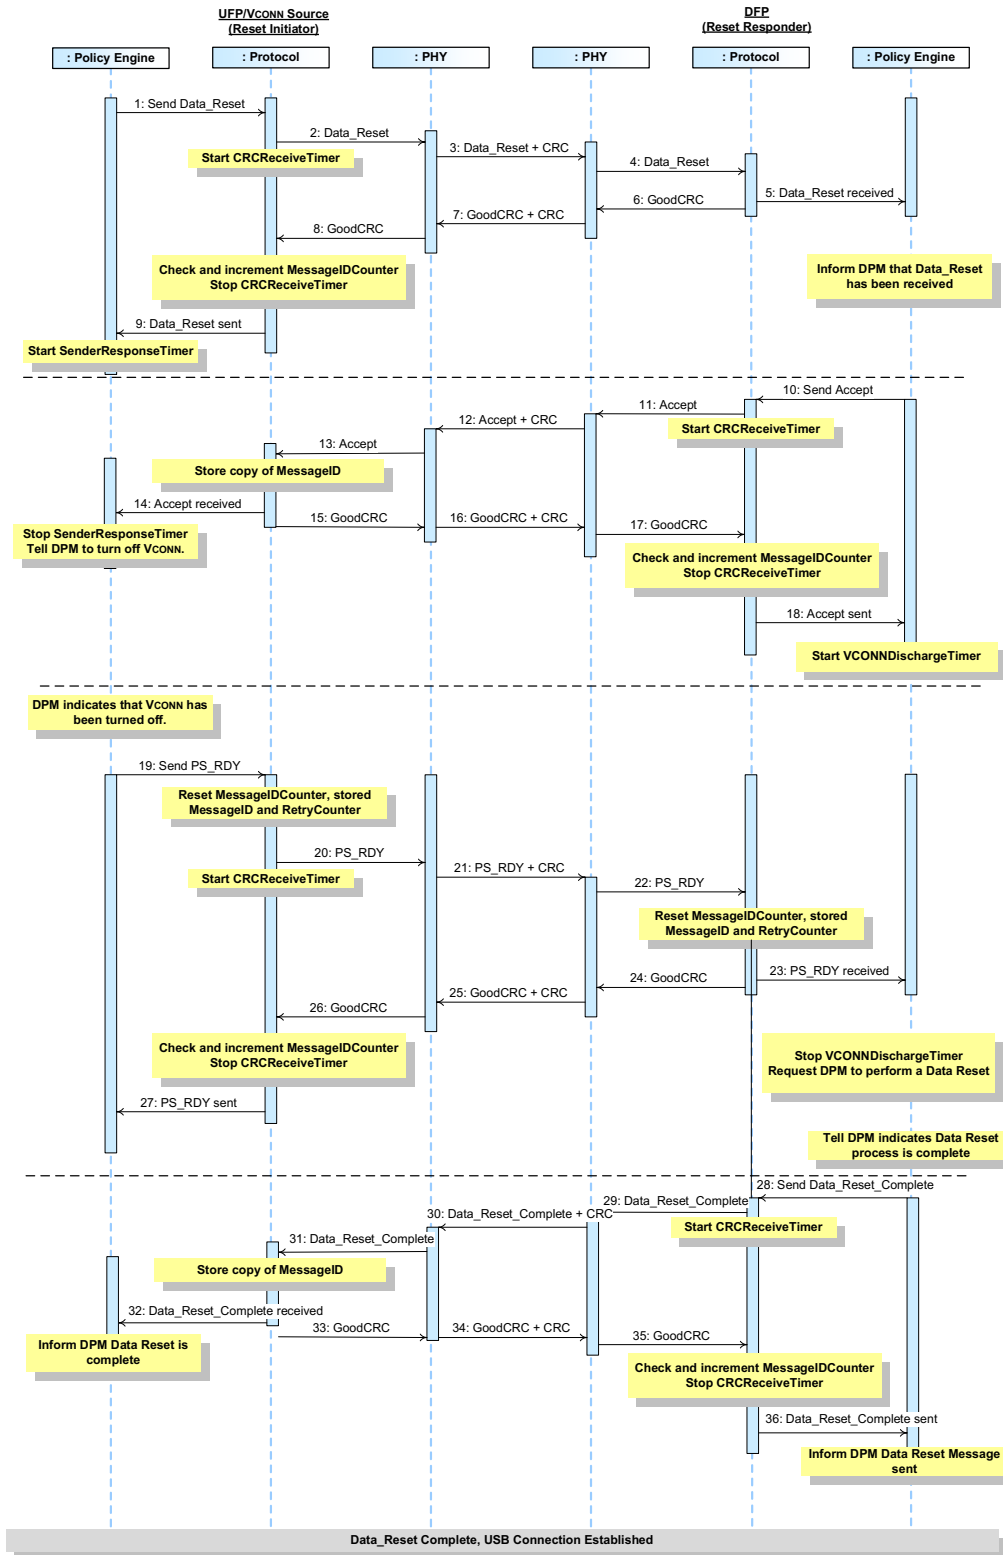 UFP/VCONN Source
(Reset Initiator)
DFP
(Reset Responder)
: Policy Engine
: Protocol
: PHY
: PHY
: Protocol
: Policy Engine
1: Send Data_Reset
2: Data_Reset
Start CRCReceiveTimer
3: Data_Reset + CRC
4: Data_Reset
5: Data_Reset received
6: GoodCRC
7: GoodCRC + CRC
8: GoodCRC
Check and increment MessageIDCounter
Stop CRCReceiveTimer
Inform DPM that Data_Reset
has been received
9: Data_Reset sent
Start SenderResponseTimer
10: Send Accept
11: Accept
Start CRCReceiveTimer
12: Accept + CRC
13: Accept
Store copy of MessageID
14: Accept received
15: GoodCRC
16: GoodCRC + CRC
17: GoodCRC
Stop SenderResponseTimer
Tell DPM to turn off VCONN.
Check and increment MessageIDCounter
Stop CRCReceiveTimer
18: Accept sent
Start VCONNDischargeTimer
DPM indicates that VCONN has
been turned off.
19: Send PS_RDY
Reset MessageIDCounter, stored
MessageID and RetryCounter
20: PS_RDY
Start CRCReceiveTimer
21: PS_RDY + CRC
22: PS_RDY
Reset MessageIDCounter, stored
MessageID and RetryCounter
23: PS_RDY received
24: GoodCRC
25: GoodCRC + CRC
26: GoodCRC
Check and increment MessageIDCounter
Stop CRCReceiveTimer
Stop VCONNDischargeTimer
Request DPM to perform a Data Reset
27: PS_RDY sent
Tell DPM indicates Data Reset
process is complete
28: Send Data_Reset_Complete
29: Data_Reset_Complete
Start CRCReceiveTimer
30: Data_Reset_Complete + CRC
31: Data_Reset_Complete
Store copy of MessageID
32: Data_Reset_Complete received
33: GoodCRC
34: GoodCRC + CRC
35: GoodCRC
Inform DPM Data Reset is
complete
Check and increment MessageIDCounter
Stop CRCReceiveTimer
36: Data_Reset_Complete sent
Inform DPM Data Reset Message
sent
Data_Reset Complete, USB Connection Established